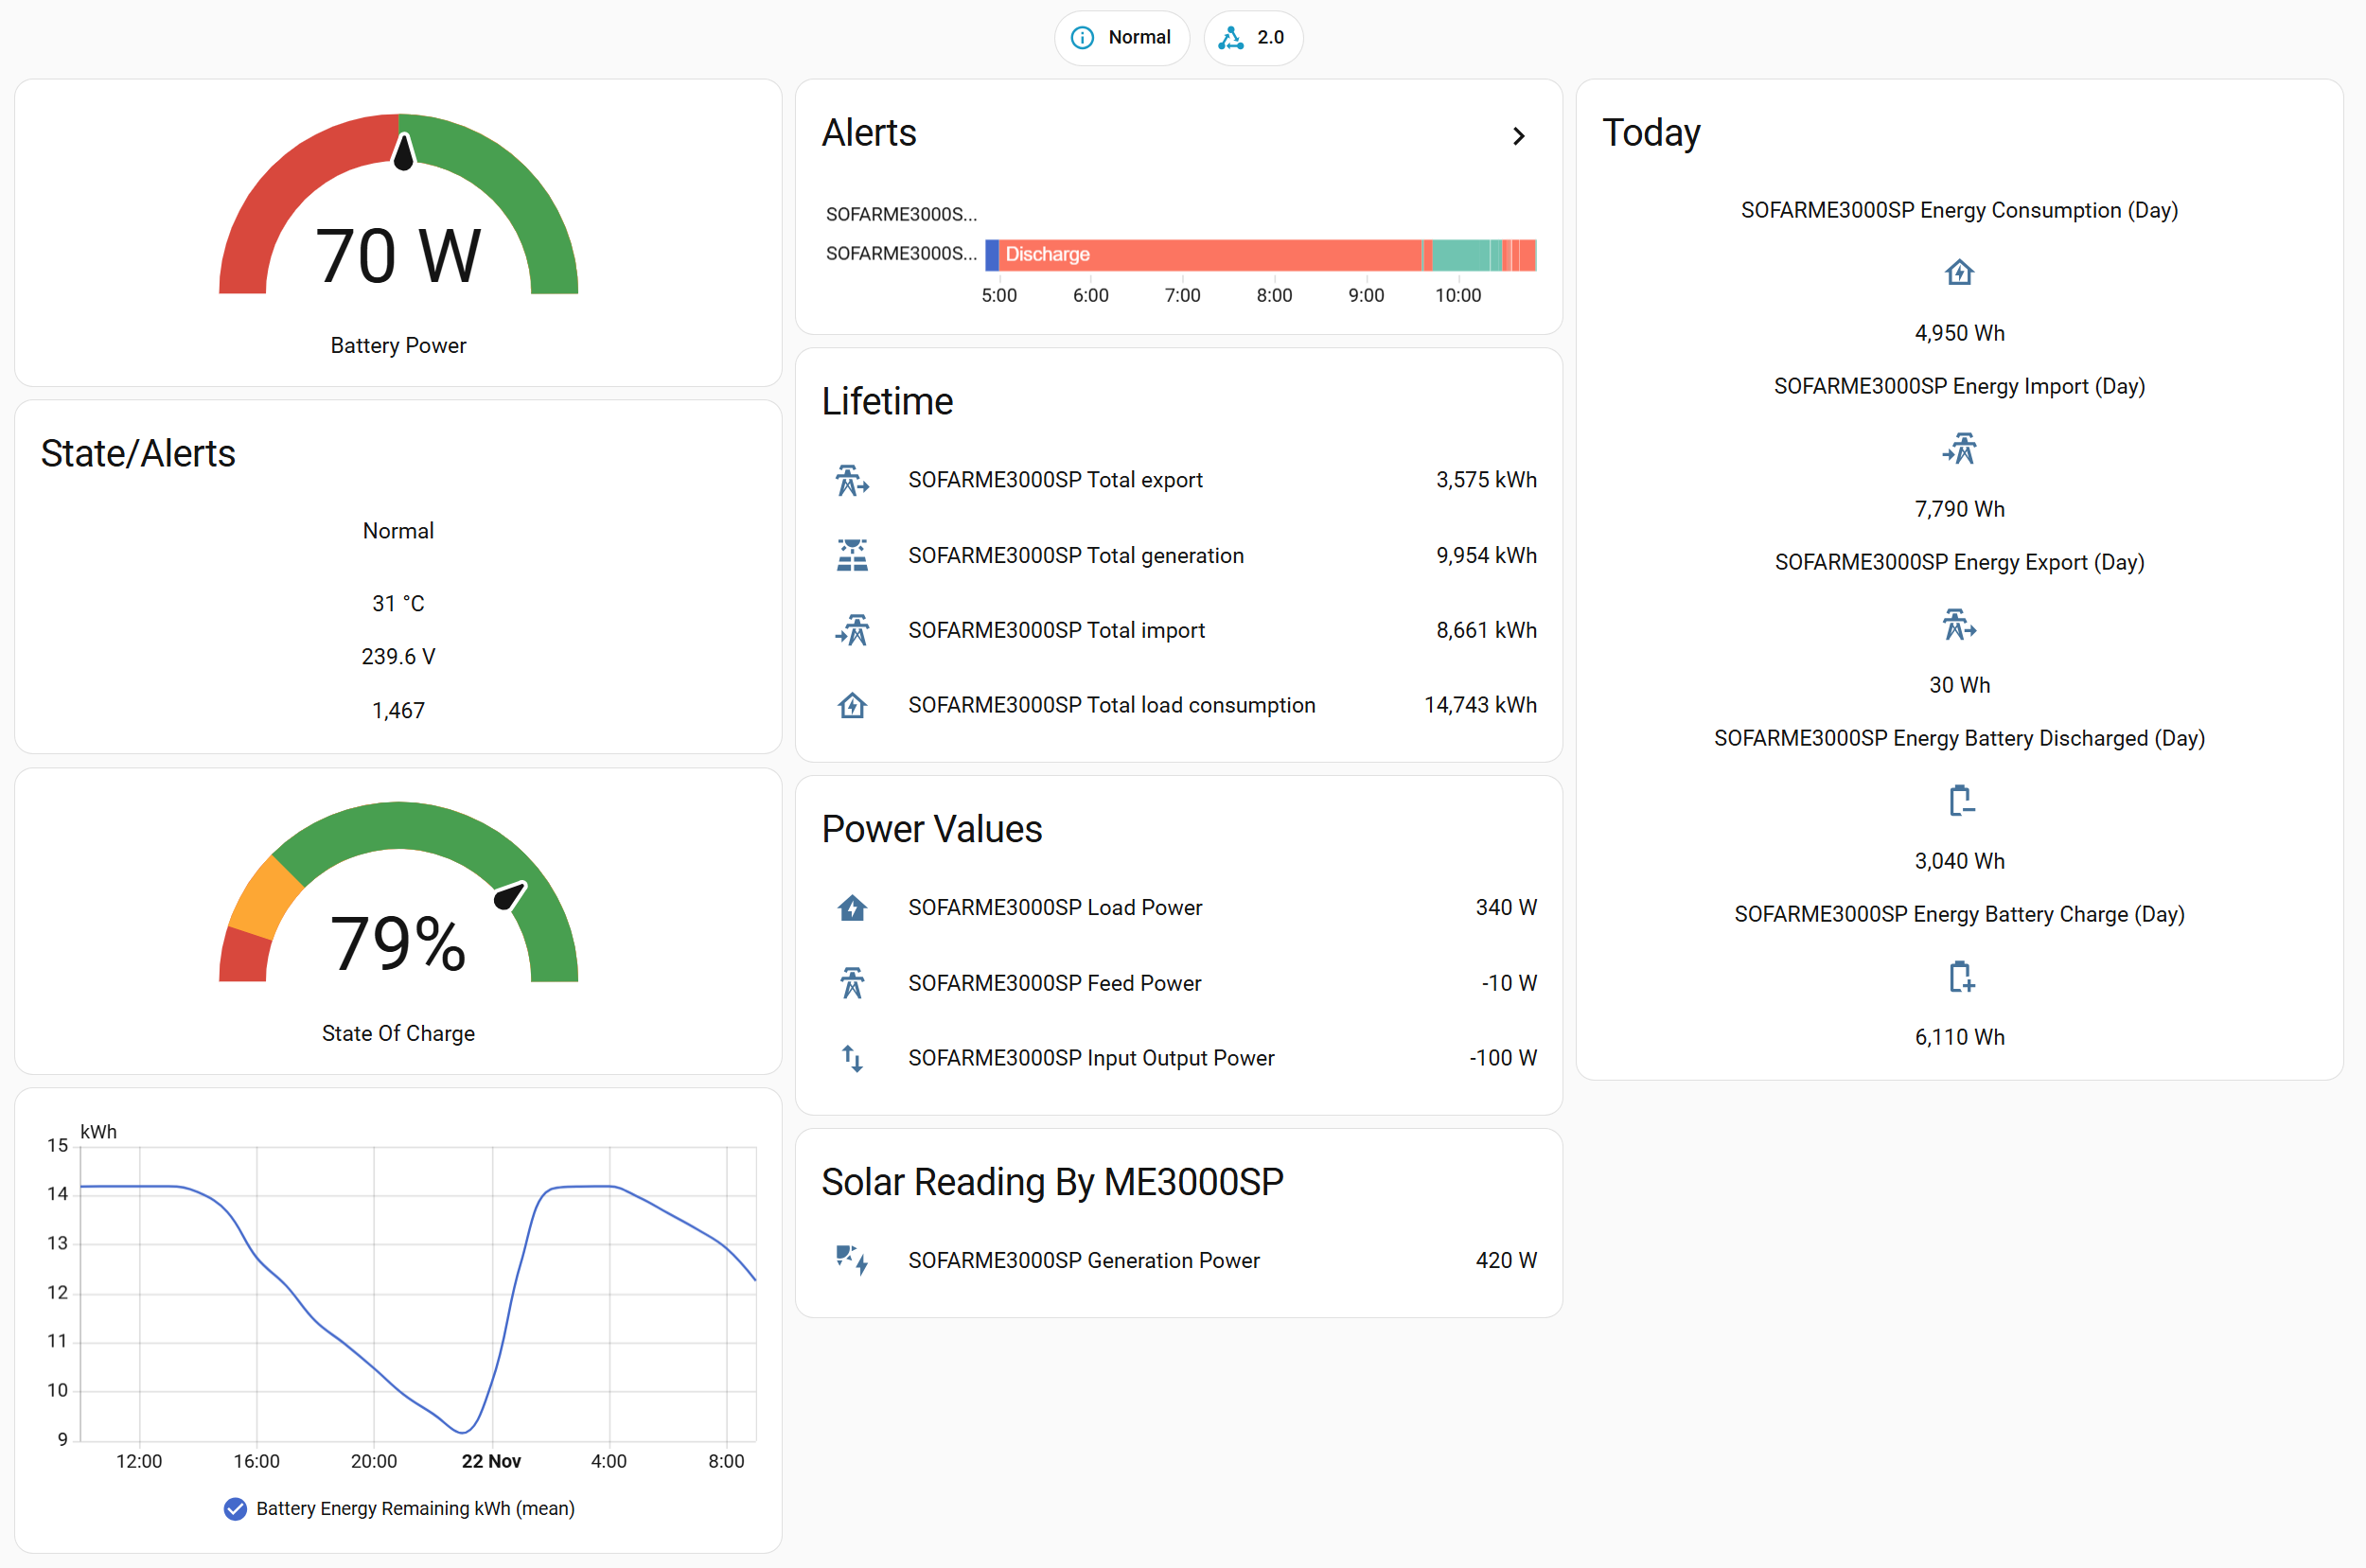 Normal
2.0
70 W
Battery Power
State/Alerts
Normal
31 °C
239.6 V
1,467
79%
State Of Charge
kWh
15
14
13
12
11
10
9
12:00 16:00 20:00 22 Nov 4:00 8:00
Battery Energy Remaining kWh (mean)
Alerts
SOFARME3000S...
SOFARME3000S... Discharge
5:00 6:00 7:00 8:00 9:00 10:00
Lifetime
SOFARME3000SP Total export 3,575 kWh
SOFARME3000SP Total generation 9,954 kWh
SOFARME3000SP Total import 8,661 kWh
SOFARME3000SP Total load consumption 14,743 kWh
Power Values
SOFARME3000SP Load Power 340 W
SOFARME3000SP Feed Power -10 W
SOFARME3000SP Input Output Power -100 W
Solar Reading By ME3000SP
SOFARME3000SP Generation Power 420 W
Today
SOFARME3000SP Energy Consumption (Day)
4,950 Wh
SOFARME3000SP Energy Import (Day)
7,790 Wh
SOFARME3000SP Energy Export (Day)
30 Wh
SOFARME3000SP Energy Battery Discharged (Day)
3,040 Wh
SOFARME3000SP Energy Battery Charge (Day)
6,110 Wh